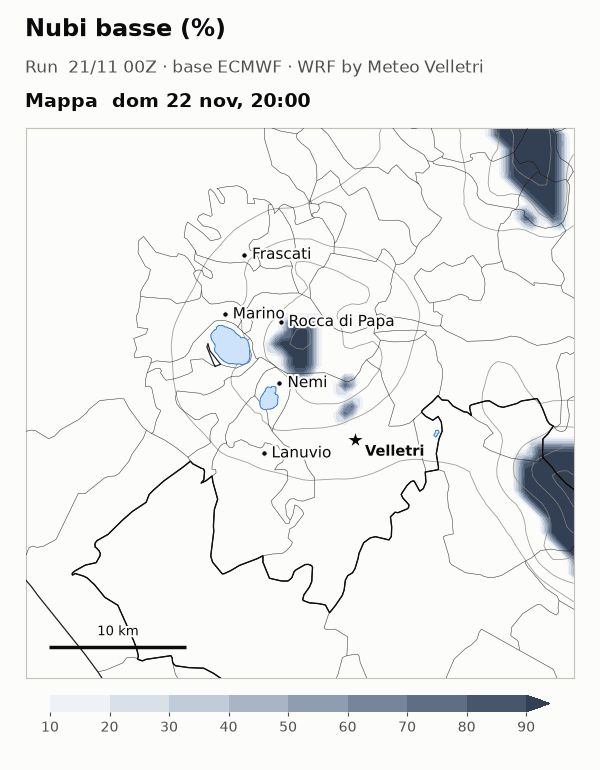 Nubi basse (%)
Run 21/11 00Z · base ECMWF · WRF by Meteo Velletri
Mappa dom 22 nov, 20:00
Frascati
Marino
Rocca di Papa
Nemi
Velletri
Lanuvio
10 km
10 20 30 40 50 60 70 80 90